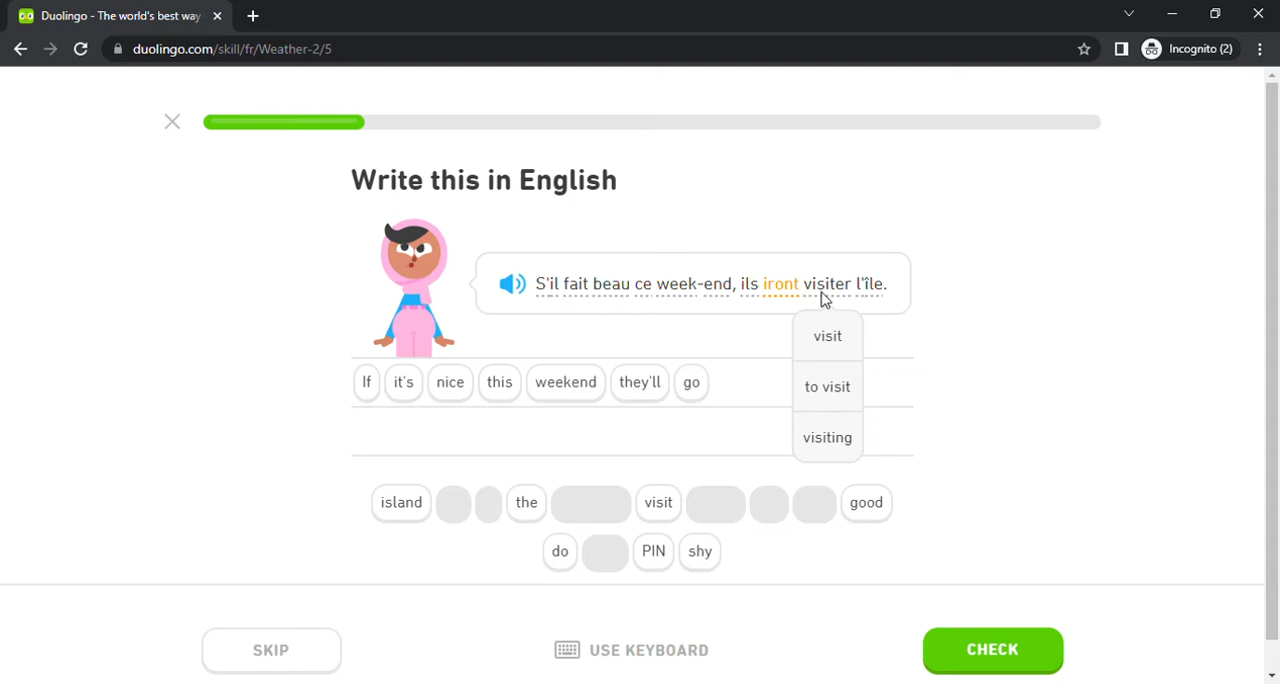 Duolingo - The world's best way
duolingo.com/skill/fr/Weather-2/5
Incognito (2)
Write this in English
S'il fait beau ce week-end, ils iront visiter l'île.
visit
to visit
visiting
If it's nice this weekend they'll go
island the visit good
do PIN shy
SKIP
USE KEYBOARD
CHECK